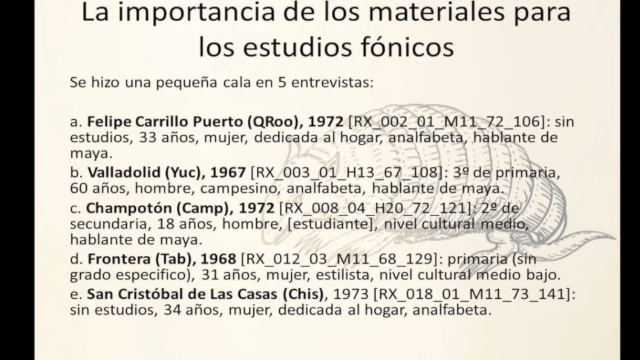 La importancia de los materiales para
los estudios fónicos
Se hizo una pequeña cala en 5 entrevistas:
a. Felipe Carrillo Puerto (QRoo), 1972 [RX_002_01_M11_72_106]: sin
estudios, 33 años, mujer, dedicada al hogar, analfabeta, hablante de
maya.
b. Valladolid (Yuc), 1967 [RX_003_01_H13_67_108]: 3º de primaria,
60 años, hombre, campesino, analfabeta, hablante de maya.
c. Champotón (Camp), 1972 [RX_008_04_H20_72_121]: 2º de
secundaria, 18 años, hombre, [estudiante], nivel cultural medio,
hablante de maya.
d. Frontera (Tab), 1968 [RX_012_03_M11_68_129]: primaria (sin
grado especifico), 31 años, mujer, estilista, nivel cultural medio bajo.
e. San Cristóbal de Las Casas (Chis), 1973 [RX_018_01_M11_73_141]:
sin estudios, 34 años, mujer, dedicada al hogar, analfabeta.